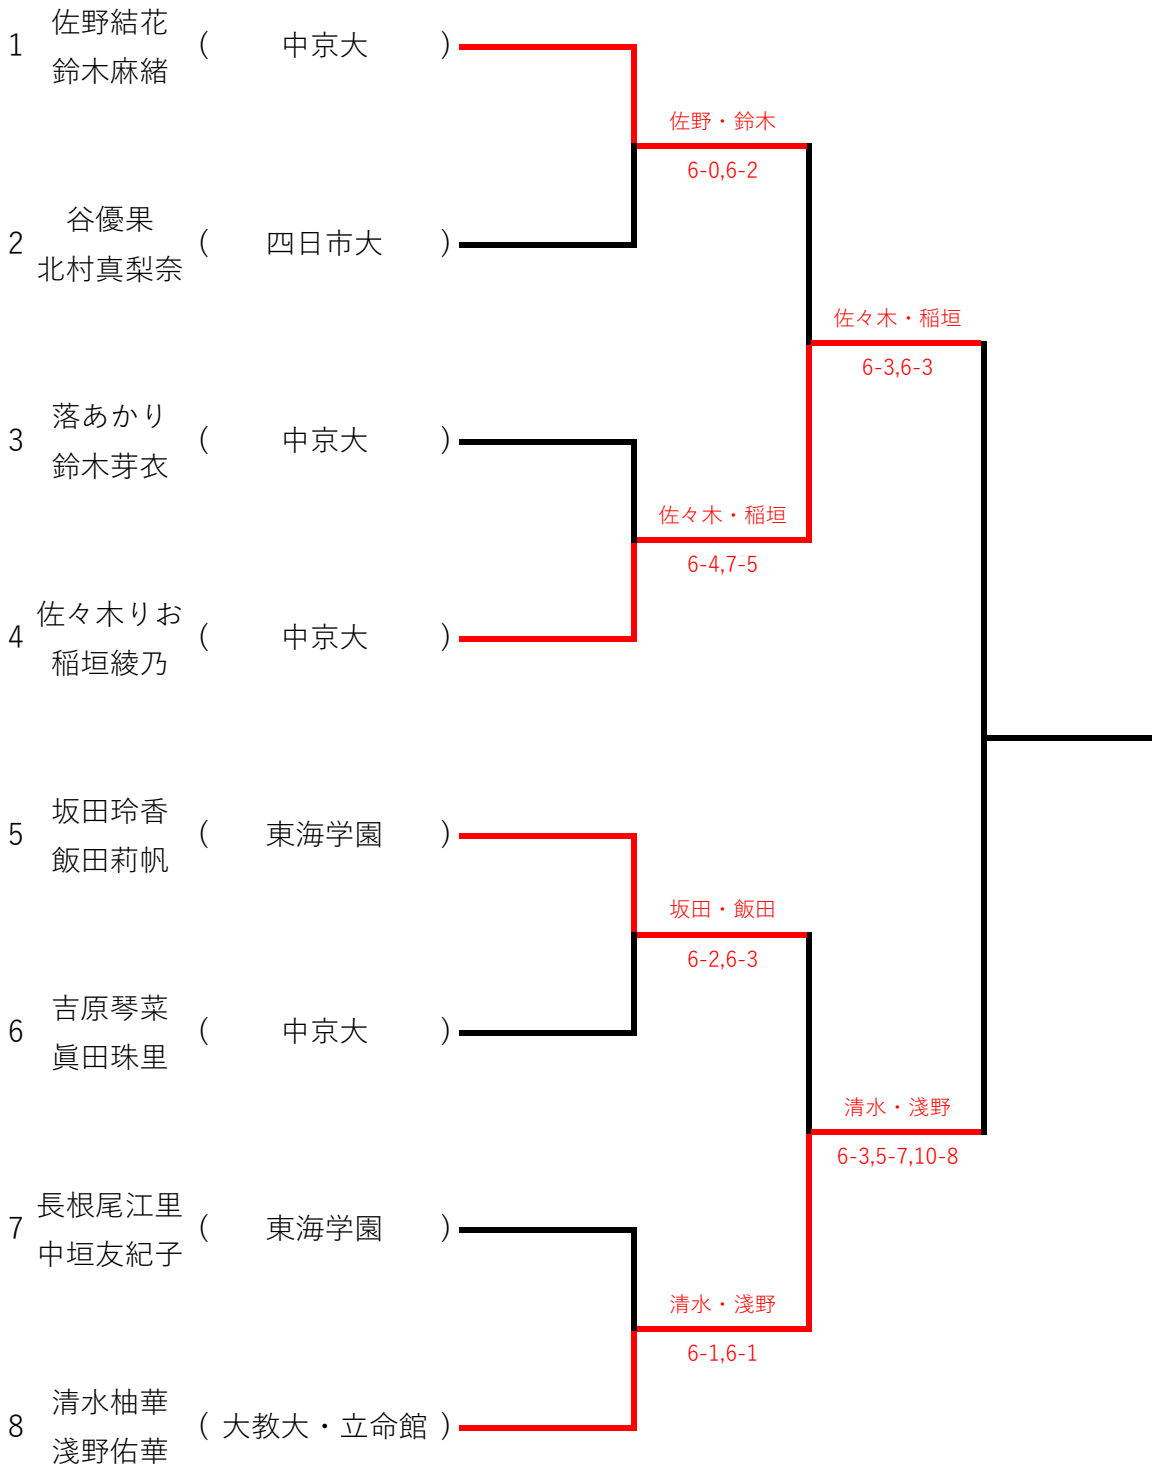 佐野結花
1 ( 中京大 )
鈴木麻緒
佐野・鈴木
6-0,6-2
谷優果
2 ( 四日市大 )
北村真梨奈
佐々木・稲垣
6-3,6-3
落あかり
3 ( 中京大 )
鈴木芽衣
佐々木・稲垣
6-4,7-5
佐々木りお
4 ( 中京大 )
稲垣綾乃
坂田玲香
5 ( 東海学園 )
飯田莉帆
坂田・飯田
6-2,6-3
吉原琴菜
6 ( 中京大 )
眞田珠里
清水・淺野
6-3,5-7,10-8
長根尾江里
7 ( 東海学園 )
中垣友紀子
清水・淺野
6-1,6-1
清水柚華
8 ( 大教大・立命館 )
淺野佑華